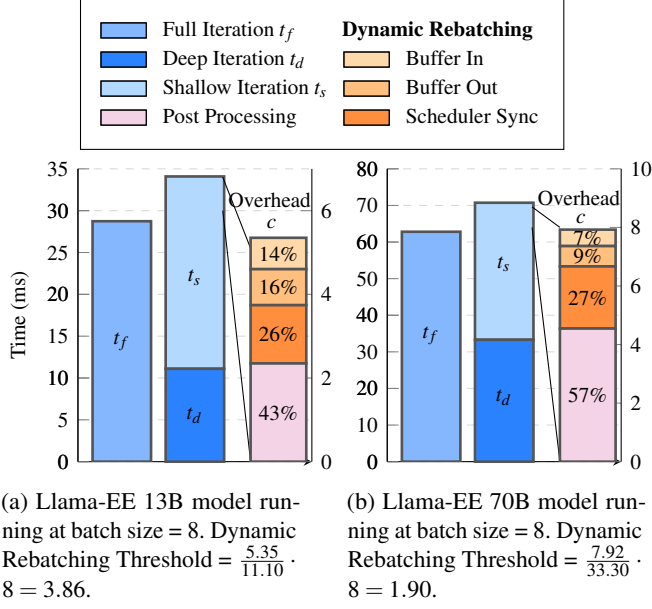 Full Iteration t_f
Deep Iteration t_d
Shallow Iteration t_s
Post Processing
Dynamic Rebatching
Buffer In
Buffer Out
Scheduler Sync
35
30
25
20
15
10
5
0
Time (ms)
t_f
t_s
t_d
Overhead
c
14%
16%
26%
43%
6
4
2
0
80
70
60
50
40
30
20
10
0
t_f
t_s
t_d
Overhead
c
7%
9%
27%
57%
10
8
6
4
2
0
(a) Llama-EE 13B model run-
ning at batch size = 8. Dynamic
Rebatching Threshold = 5.35/11.10 ·
8 = 3.86.
(b) Llama-EE 70B model run-
ning at batch size = 8. Dynamic
Rebatching Threshold = 7.92/33.30 ·
8 = 1.90.